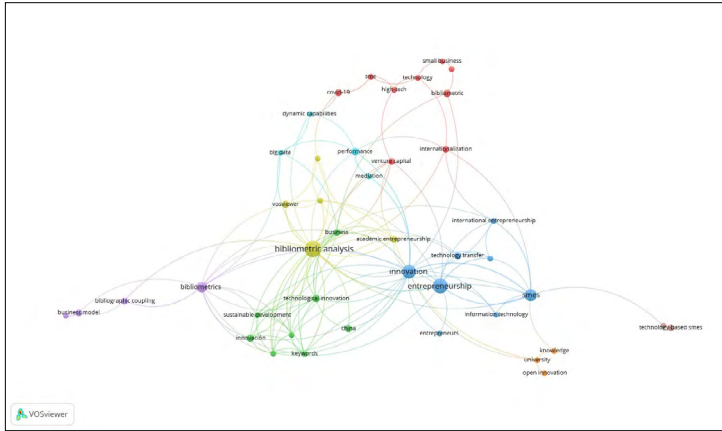 small business
sme
technology
covid-19
high-tech
bibliometric
dynamic capabilities
big data
performance
internationalization
venture capital
mediation
vosviewer
international entrepreneurship
business
academic entrepreneurship
bibliometric analysis
technology transfer
innovation
bibliometrics
entrepreneurship
smes
technological innovation
bibliographic coupling
business model
sustainable development
information technology
china
technology-based smes
innovación
entrepreneurs
keywords
knowledge
university
open innovation
VOSviewer